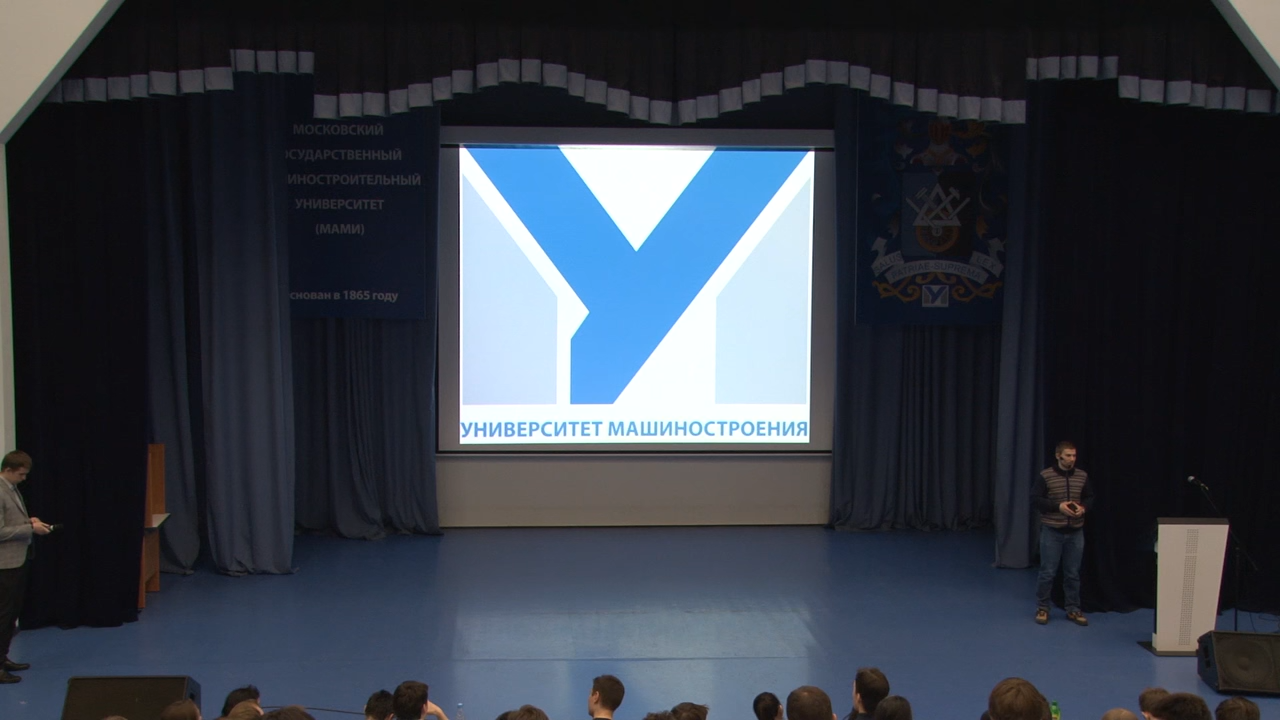 МОСКОВСКИЙ
ОСУДАРСТВЕННЫЙ
ИНОСТРОИТЕЛЬНЫЙ
УНИВЕРСИТЕТ
(МАМИ)
снован в 1865 году
УНИВЕРСИТЕТ МАШИНОСТРОЕНИЯ